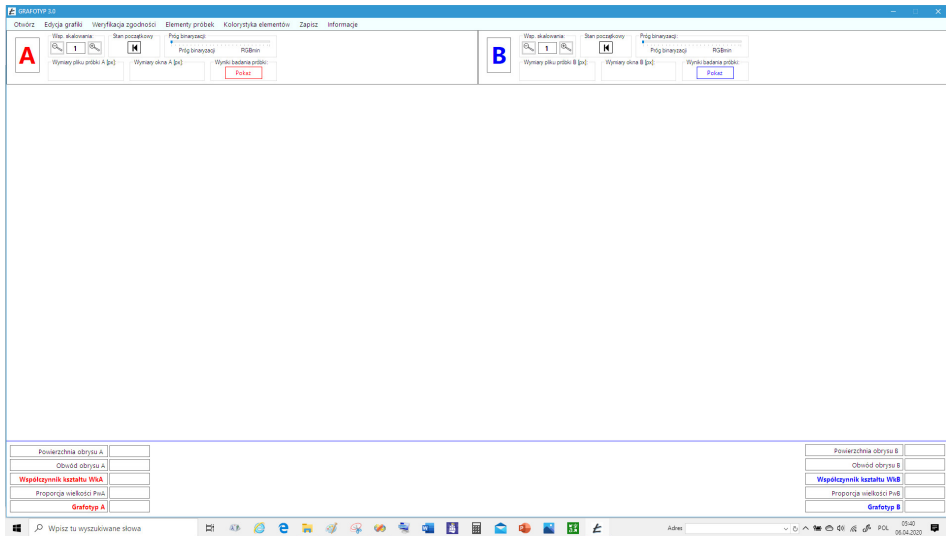 GRAFOTYP 3.0
Otwórz Edycja grafiki Weryfikacja zgodności Elementy próbek Kolorystyka elementów Zapisz Informacje
A
Wsp. skalowania:
1
Stan początkowy
Próg binaryzacji:
Próg binaryzacji RGBmin
Wymiary pliku próbki A [px]:
Wymiary okna A [px]:
Wyniki badania próbki:
Pokaż
B
Wsp. skalowania:
1
Stan początkowy
Próg binaryzacji:
Próg binaryzacji RGBmin
Wymiary pliku próbki B [px]:
Wymiary okna B [px]:
Wyniki badania próbki:
Pokaż
Powierzchnia obrysu A
Obwód obrysu A
Współczynnik kształtu WkA
Proporcja wielkości PwA
Grafotyp A
Powierzchnia obrysu B
Obwód obrysu B
Współczynnik kształtu WkB
Proporcja wielkości PwB
Grafotyp B
Wpisz tu wyszukiwane słowa
Adres
POL
05:40
06.04.2020